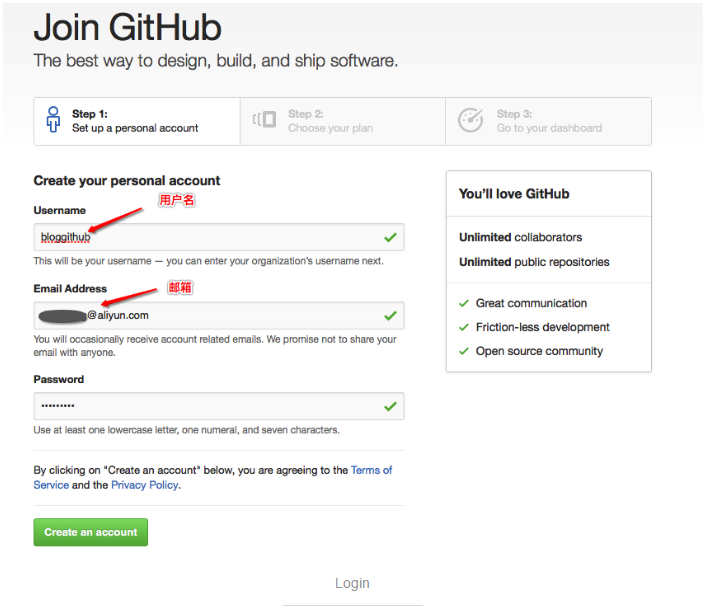 Join GitHub
The best way to design, build, and ship software.
Step 1:
Set up a personal account
Step 2:
Choose your plan
Step 3:
Go to your dashboard
Create your personal account
用户名
Username
bloggithub
This will be your username — you can enter your organization's username next.
Email Address
邮箱
@aliyun.com
You will occasionally receive account related emails. We promise not to share your
email with anyone.
Password
•••••••••
Use at least one lowercase letter, one numeral, and seven characters.
By clicking on "Create an account" below, you are agreeing to the Terms of
Service and the Privacy Policy.
Create an account
You'll love GitHub
Unlimited collaborators
Unlimited public repositories
Great communication
Friction-less development
Open source community
Login